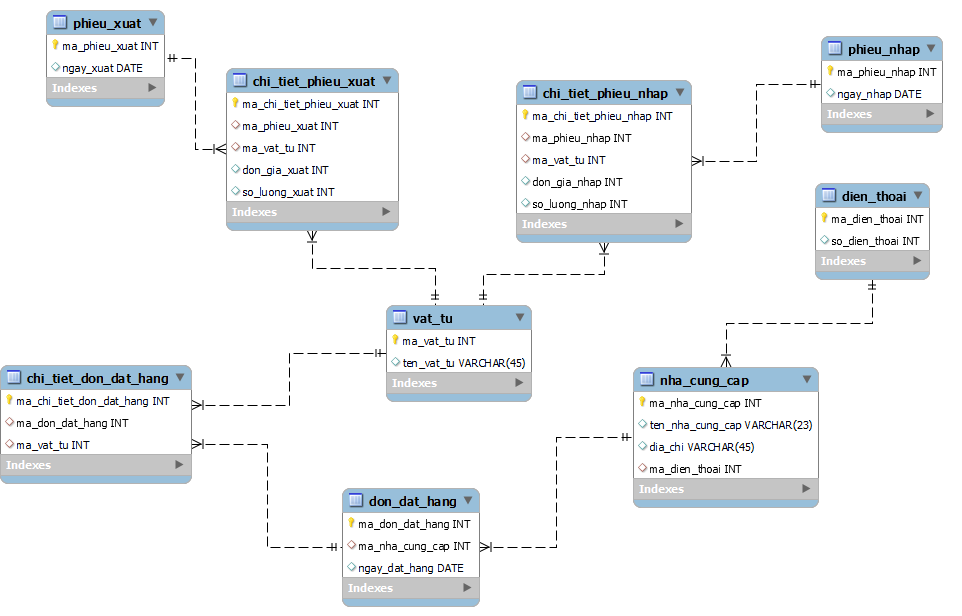 phieu_xuat
ma_phieu_xuat INT
ngay_xuat DATE
Indexes
chi_tiet_phieu_xuat
ma_chi_tiet_phieu_xuat INT
ma_phieu_xuat INT
ma_vat_tu INT
don_gia_xuat INT
so_luong_xuat INT
Indexes
chi_tiet_phieu_nhap
ma_chi_tiet_phieu_nhap INT
ma_phieu_nhap INT
ma_vat_tu INT
don_gia_nhap INT
so_luong_nhap INT
Indexes
phieu_nhap
ma_phieu_nhap INT
ngay_nhap DATE
Indexes
dien_thoai
ma_dien_thoai INT
so_dien_thoai INT
Indexes
vat_tu
ma_vat_tu INT
ten_vat_tu VARCHAR(45)
Indexes
chi_tiet_don_dat_hang
ma_chi_tiet_don_dat_hang INT
ma_don_dat_hang INT
ma_vat_tu INT
Indexes
nha_cung_cap
ma_nha_cung_cap INT
ten_nha_cung_cap VARCHAR(23)
dia_chi VARCHAR(45)
ma_dien_thoai INT
Indexes
don_dat_hang
ma_don_dat_hang INT
ma_nha_cung_cap INT
ngay_dat_hang DATE
Indexes